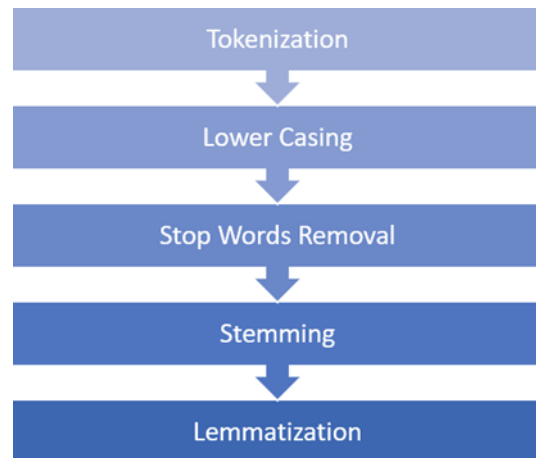 Tokenization
Lower Casing
Stop Words Removal
Stemming
Lemmatization